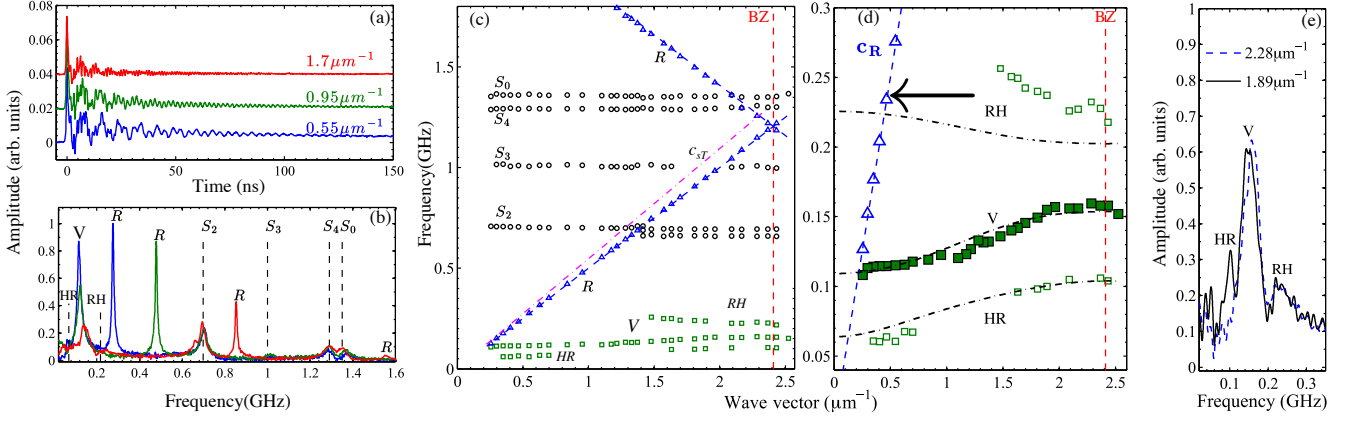 (a)
0.08
0.06
0.04
0.02
0
1.7μm⁻¹
0.95μm⁻¹
0.55μm⁻¹
0 50 100 150
Time (ns)
Amplitude (arb. units)
(b)
1
0.8
0.6
0.4
0.2
0
HR V RH R R S₂ R S₃ S₄ S₀ R
0.2 0.4 0.6 0.8 1.0 1.2 1.4 1.6
Frequency(GHz)
(c)
BZ
R
S₀
S₄
S₃
c_sT
S₂
R
RH
V
HR
1.5
1
0.5
0
0 0.5 1 1.5 2 2.5
Frequency(GHz)
Wave vector (μm⁻¹)
(d)
BZ
c_R
RH
V
HR
0.3
0.25
0.2
0.15
0.1
0.05
0 0.5 1 1.5 2 2.5
(e)
2.28μm⁻¹
1.89μm⁻¹
V
HR
RH
1
0.9
0.8
0.7
0.6
0.5
0.4
0.3
0.2
0.1
0
0.1 0.2 0.3
Amplitude (arb. units)
Frequency (GHz)